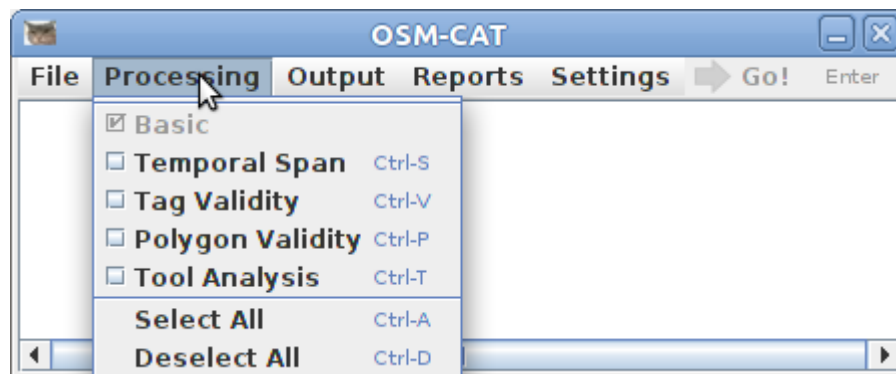 OSM-CAT
File Processing Output Reports Settings Go! Enter
Basic
Temporal Span Ctrl-S
Tag Validity Ctrl-V
Polygon Validity Ctrl-P
Tool Analysis Ctrl-T
Select All Ctrl-A
Deselect All Ctrl-D